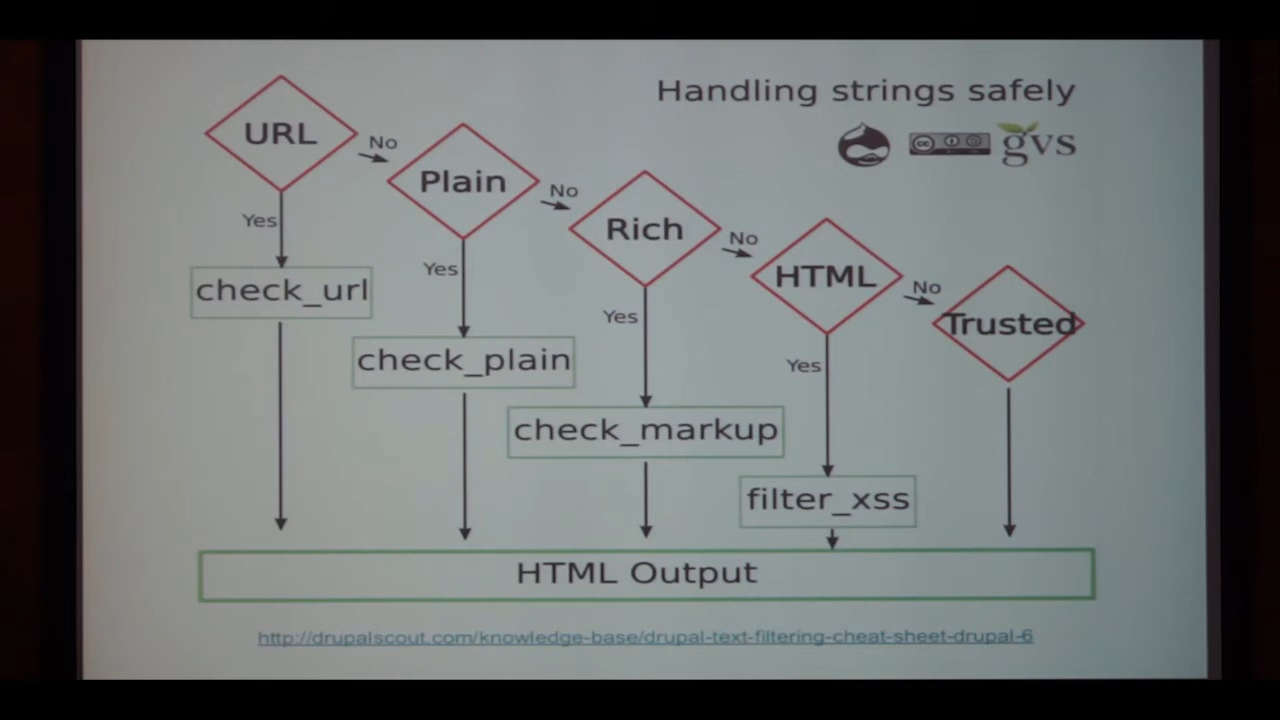 Handling strings safely
cc
gvs
URL
No
Plain
No
Rich
No
HTML
No
Trusted
Yes
check_url
Yes
check_plain
Yes
check_markup
Yes
filter_xss
HTML Output
http://drupalscout.com/knowledge-base/drupal-text-filtering-cheat-sheet-drupal-6